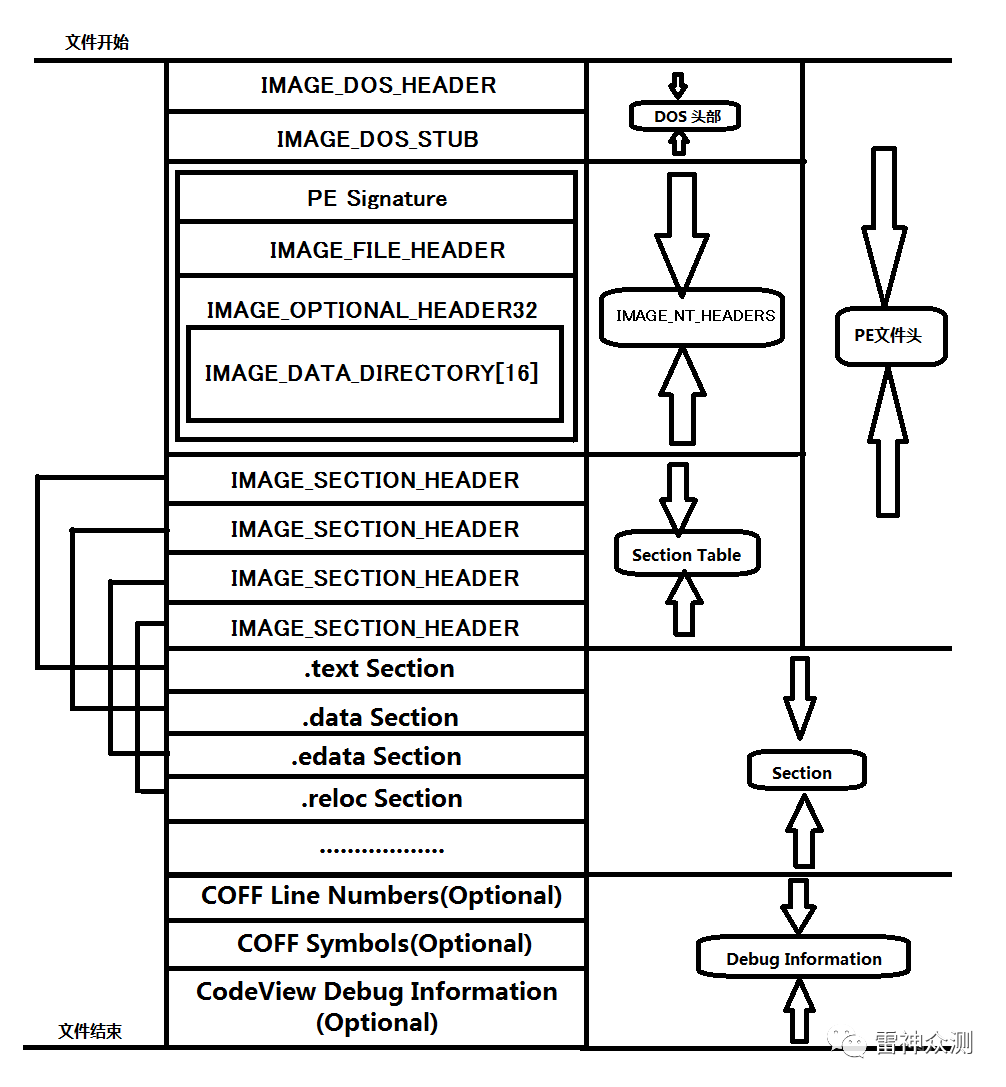 文件开始
IMAGE_DOS_HEADER
DOS 头部
IMAGE_DOS_STUB
PE Signature
IMAGE_FILE_HEADER
IMAGE_OPTIONAL_HEADER32
IMAGE_NT_HEADERS
PE文件头
IMAGE_DATA_DIRECTORY[16]
IMAGE_SECTION_HEADER
IMAGE_SECTION_HEADER
Section Table
IMAGE_SECTION_HEADER
IMAGE_SECTION_HEADER
.text Section
.data Section
.edata Section
Section
.reloc Section
..................
COFF Line Numbers(Optional)
COFF Symbols(Optional)
Debug Information
CodeView Debug Information
(Optional)
文件结束
雷神众测